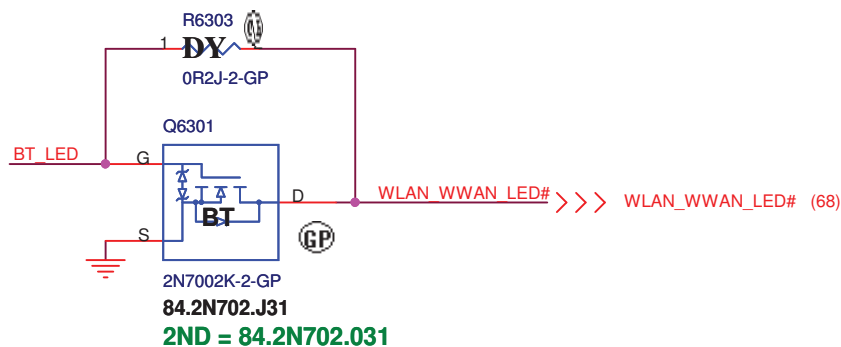 R6303
1
DY
0R2J-2-GP
Q6301
BT_LED
G
D
WLAN_WWAN_LED#
WLAN_WWAN_LED# (68)
BT
S
GP
2N7002K-2-GP
84.2N702.J31
2ND = 84.2N702.031